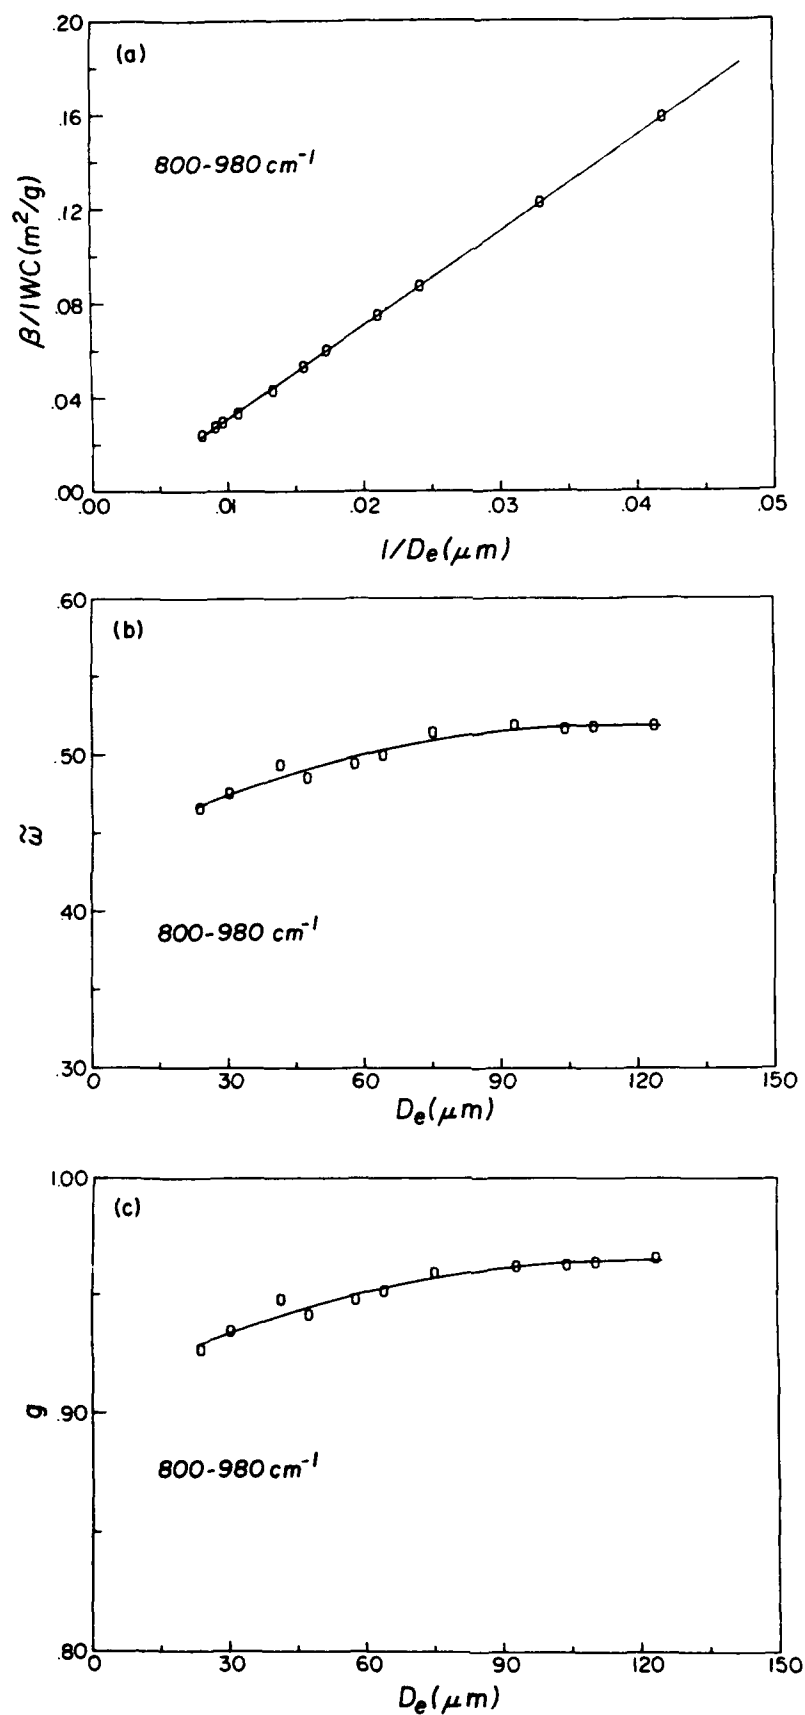 .20
(a)
.16
800-980 cm⁻¹
.12
β/IWC (m²/g)
.08
.04
.00
.00 .01 .02 .03 .04 .05
1/De (μm)
.60
(b)
.50
ω̃
.40
800-980 cm⁻¹
.30
0 30 60 90 120 150
De (μm)
1.00
(c)
g .90
800-980 cm⁻¹
.80
0 30 60 90 120 150
De (μm)